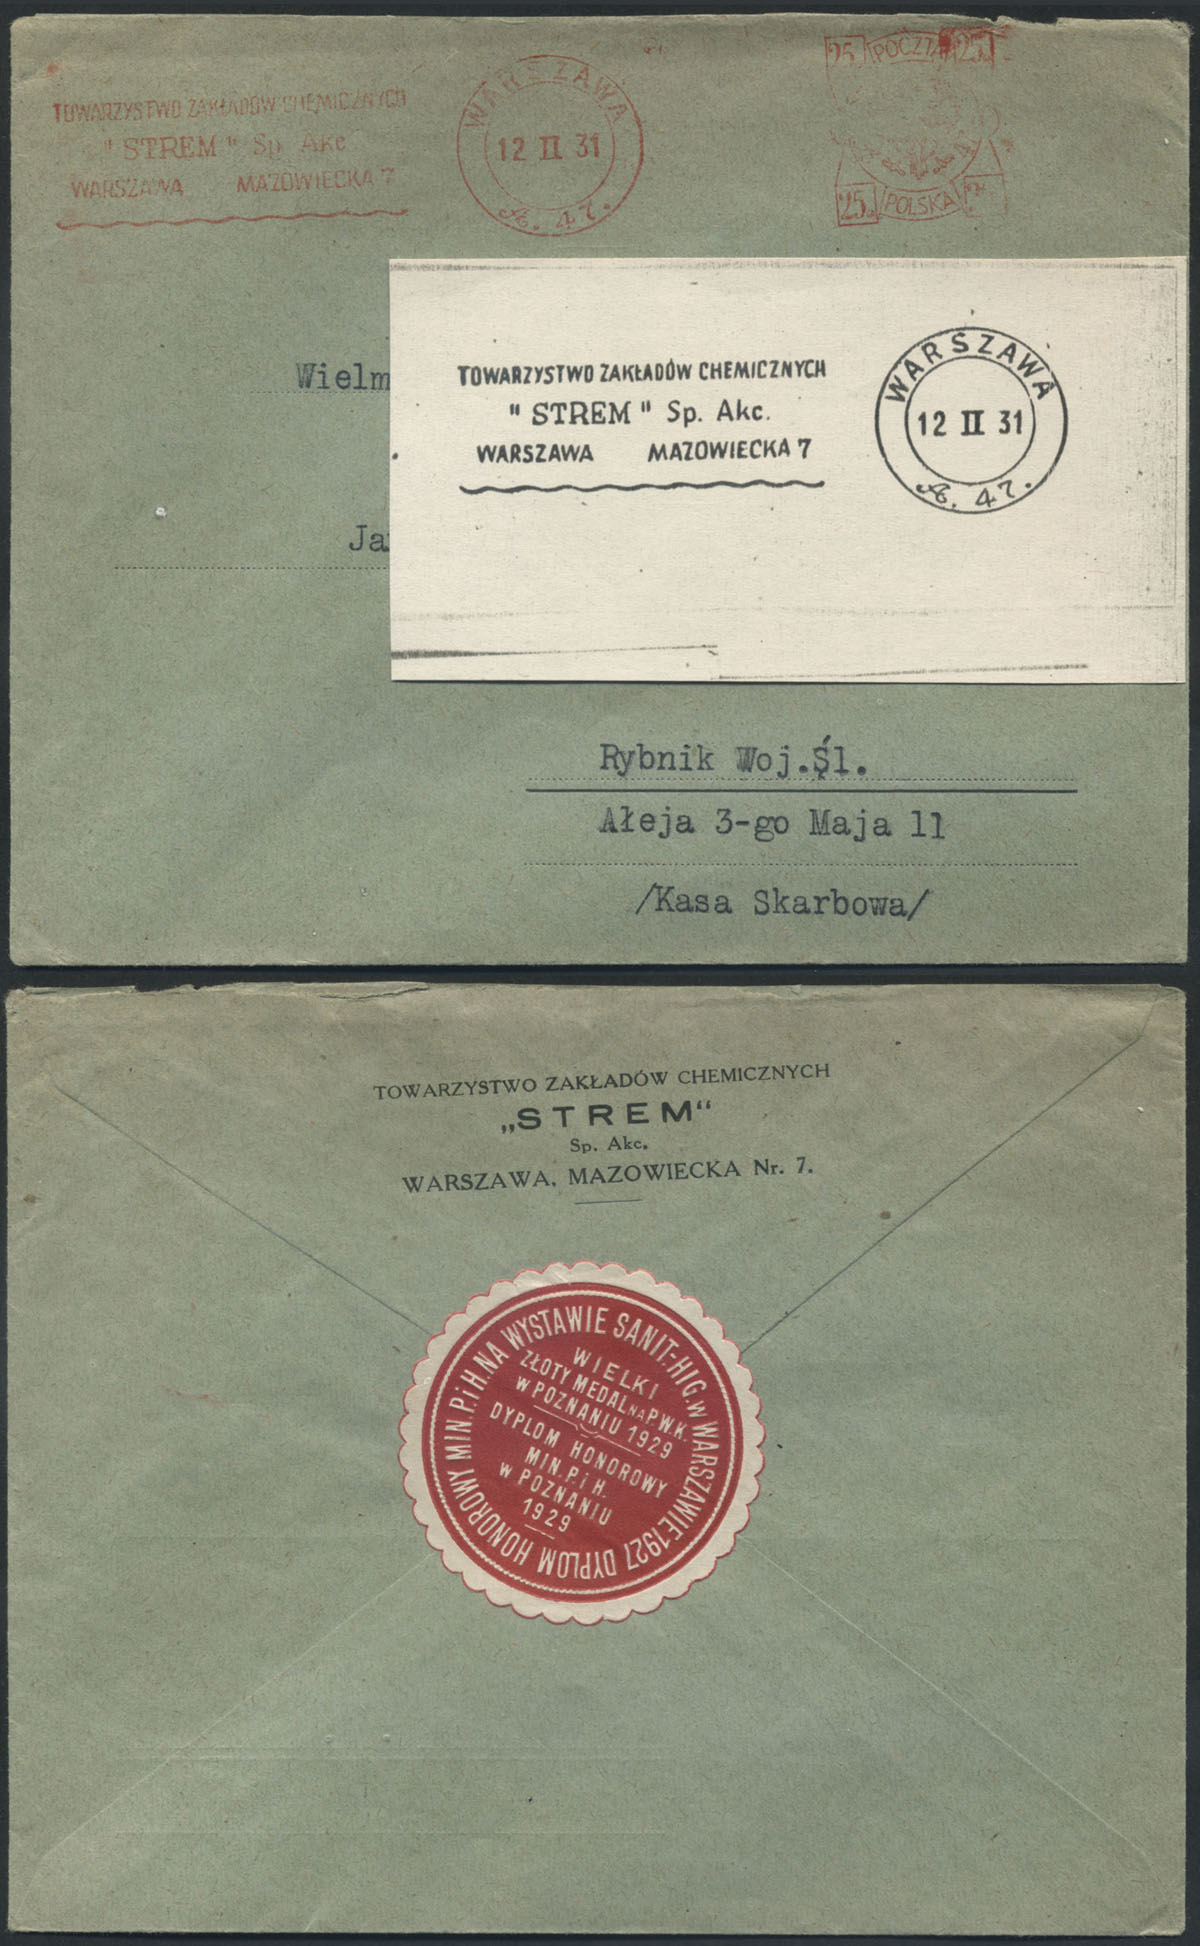 TOWARZYSTWO ZAKŁADÓW CHEMICZNYCH
"STREM" Sp. Akc
WARSZAWA MAZOWIECKA 7
WARSZAWA
12 II 31
A. 47.
25 POCZTA 25
25 POLSKA
Wielm
TOWARZYSTWO ZAKŁADÓW CHEMICZNYCH
"STREM" Sp. Akc.
WARSZAWA MAZOWIECKA 7
WARSZAWA
12 II 31
A. 47.
Ja
Rybnik Woj.Śl.
Ałeja 3-go Maja 11
/Kasa Skarbowa/
TOWARZYSTWO ZAKŁADÓW CHEMICZNYCH
„STREM“
Sp. Akc.
WARSZAWA, MAZOWIECKA Nr. 7.
DYPLOM HONOROWY MIN.P.iH.NA WYSTAWIE SANIT.-HIG.W WARSZAWIE 1927
WIELKI
ZŁOTY MEDAL NA P.W.K.
W POZNANIU 1929
DYPLOM HONOROWY
MIN.P.i H.
W POZNANIU
1929